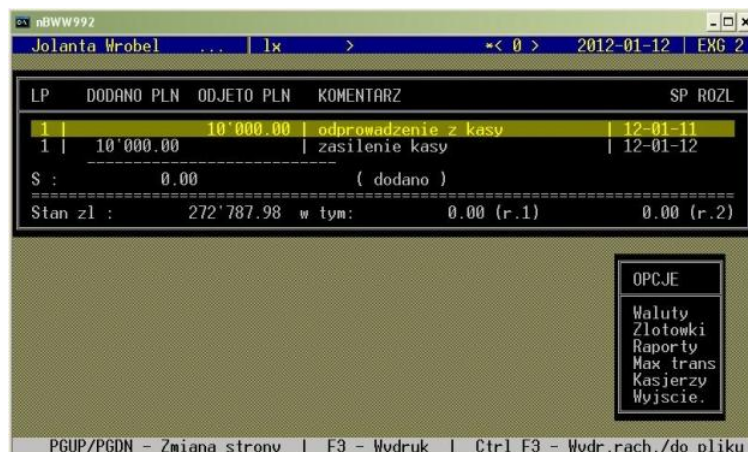 nBWW992
Jolanta Wrobel ... | lx > *< 0 > 2012-01-12 | EXG 2
LP DODANO PLN ODJETO PLN KOMENTARZ SP ROZL
1 | 10'000.00 | odprowadzenie z kasy | 12-01-11
1 | 10'000.00 | zasilenie kasy | 12-01-12
S : 0.00 ( dodano )
Stan zl : 272'787.98 w tym: 0.00 (r.1) 0.00 (r.2)
OPCJE
Waluty
Zlotowki
Raporty
Max trans
Kasjerzy
Wyjscie.
PGUP/PGDN - Zmiana strony | F3 - Wydruk | Ctrl F3 - Wydr.rach./do pliku